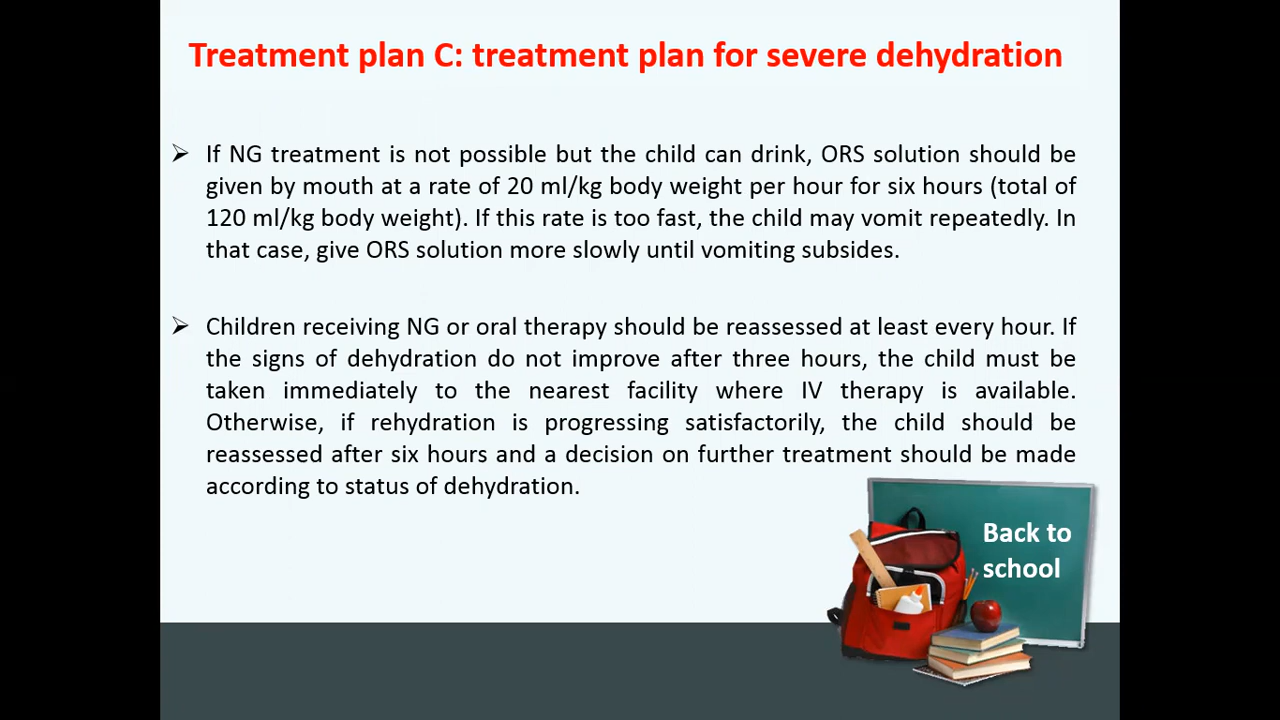 Treatment plan C: treatment plan for severe dehydration
If NG treatment is not possible but the child can drink, ORS solution should be
given by mouth at a rate of 20 ml/kg body weight per hour for six hours (total of
120 ml/kg body weight). If this rate is too fast, the child may vomit repeatedly. In
that case, give ORS solution more slowly until vomiting subsides.
Children receiving NG or oral therapy should be reassessed at least every hour. If
the signs of dehydration do not improve after three hours, the child must be
taken immediately to the nearest facility where IV therapy is available.
Otherwise, if rehydration is progressing satisfactorily, the child should be
reassessed after six hours and a decision on further treatment should be made
according to status of dehydration.
Back to
school